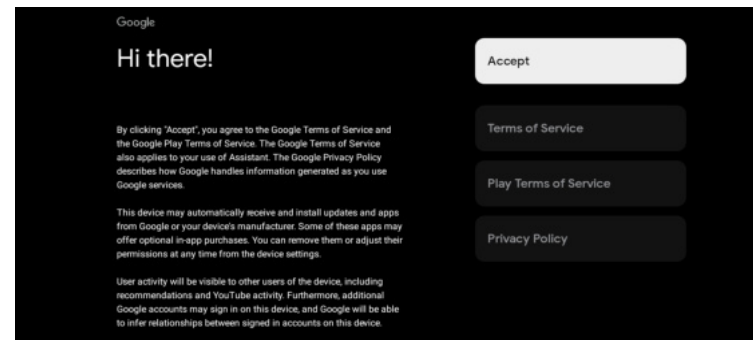 Google
Hi there!
By clicking "Accept", you agree to the Google Terms of Service and
the Google Play Terms of Service. The Google Terms of Service
also applies to your use of Assistant. The Google Privacy Policy
describes how Google handles information generated as you use
Google services.
This device may automatically receive and install updates and apps
from Google or your device's manufacturer. Some of these apps may
offer optional in-app purchases. You can remove them or adjust their
permissions at any time from the device settings.
User activity will be visible to other users of the device, including
recommendations and YouTube activity. Furthermore, additional
Google accounts may sign in on this device, and Google will be able
to infer relationships between signed in accounts on this device.
Accept
Terms of Service
Play Terms of Service
Privacy Policy